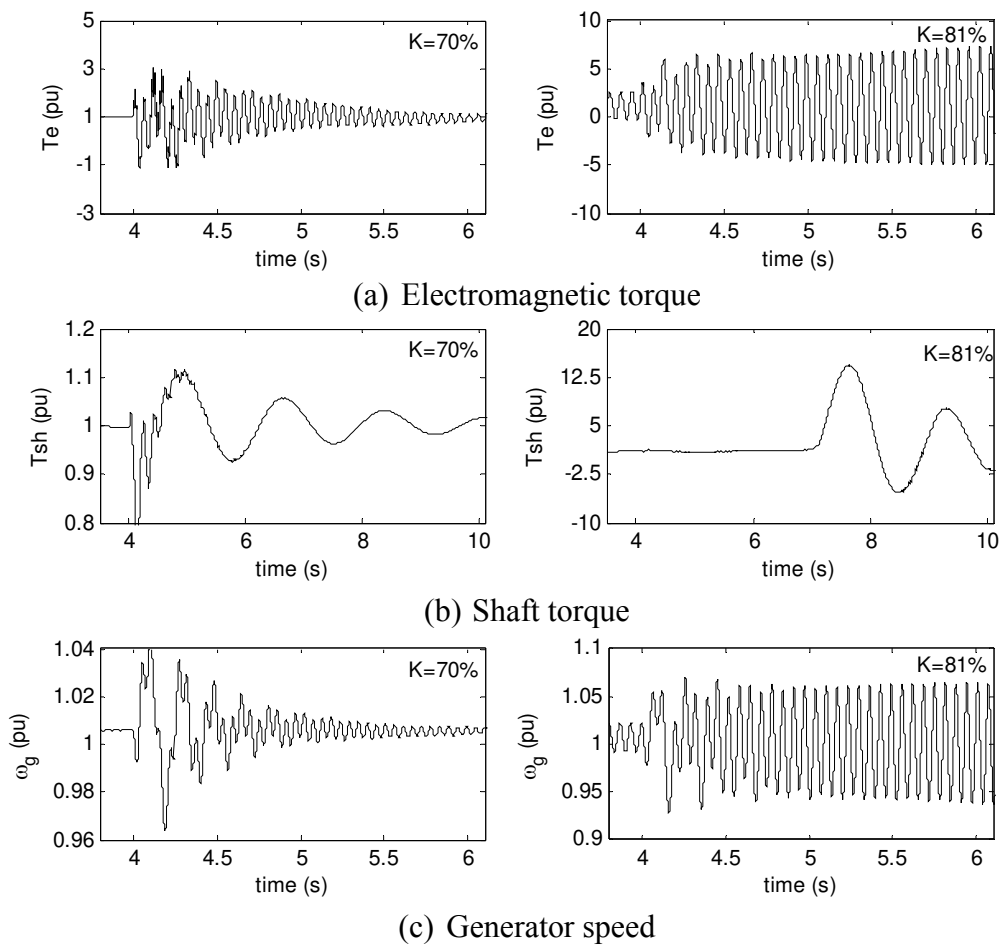 5
3
1
-1
-3
Te (pu)
K=70%
4 4.5 5 5.5 6
time (s)
10
5
0
-5
-10
Te (pu)
K=81%
4 4.5 5 5.5 6
time (s)
(a) Electromagnetic torque
1.2
1.1
1
0.9
0.8
Tsh (pu)
K=70%
4 6 8 10
time (s)
20
12.5
5
-2.5
-10
Tsh (pu)
K=81%
4 6 8 10
time (s)
(b) Shaft torque
1.04
1.02
1
0.98
0.96
ωg (pu)
K=70%
4 4.5 5 5.5 6
time (s)
1.1
1.05
1
0.95
0.9
ωg (pu)
K=81%
4 4.5 5 5.5 6
time (s)
(c) Generator speed